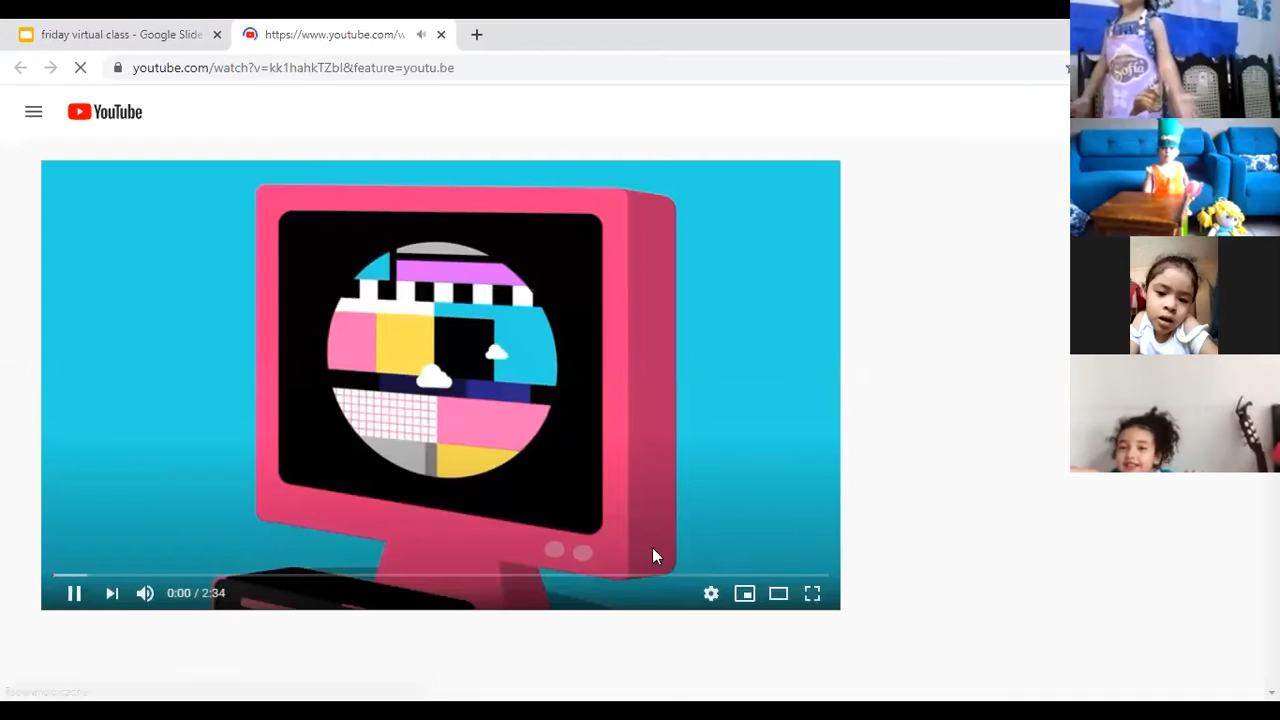 friday virtual class - Google Slide
https://www.youtube.com/w
youtube.com/watch?v=kk1hahkTZbI&feature=youtu.be
YouTube
Sofia
0:00 / 2:34